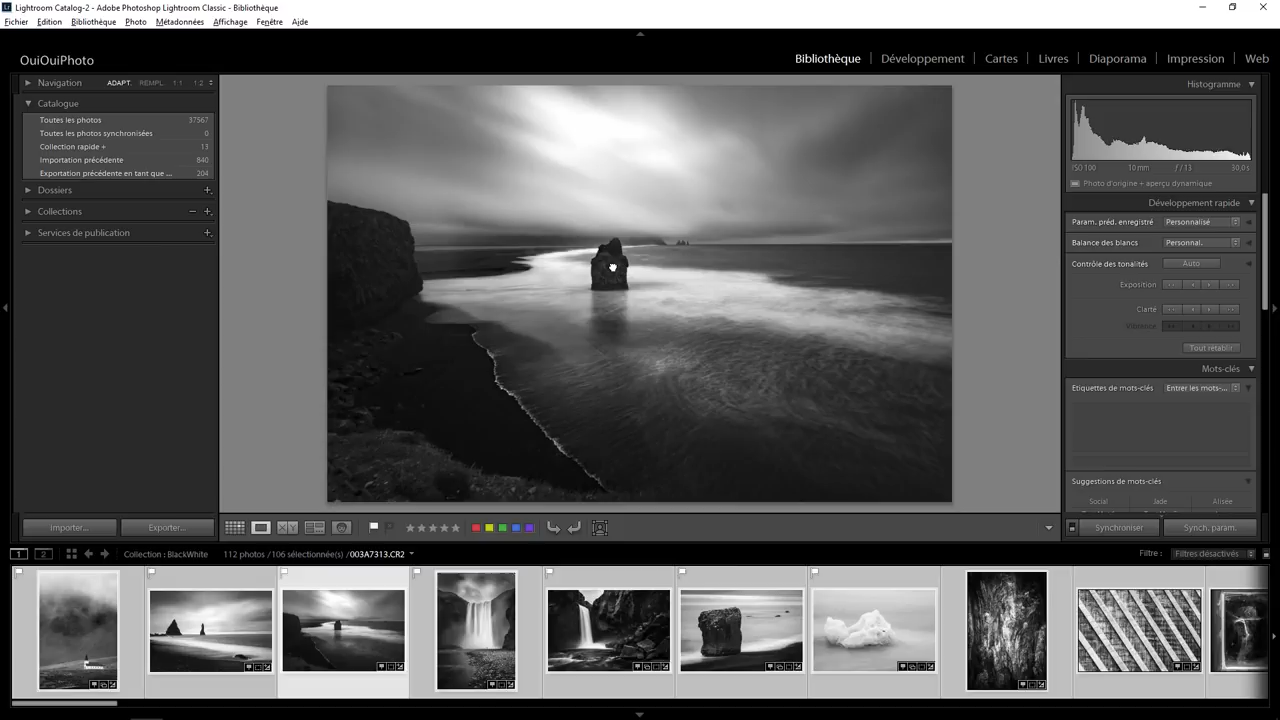 Lightroom Catalog-2 - Adobe Photoshop Lightroom Classic - Bibliothèque
Fichier Edition Bibliothèque Photo Métadonnées Affichage Fenêtre Aide
OuiOuiPhoto
Bibliothèque | Développement | Cartes | Livres | Diaporama | Impression | Web
Navigation ADAPT. REMPL. 1:1 1:2
Catalogue
Toutes les photos 37567
Toutes les photos synchronisées 0
Collection rapide + 13
Importation précédente 840
Exportation précédente en tant que ... 204
Dossiers
Collections
Services de publication
Importer...
Exporter...
Histogramme
ISO 100 10 mm f / 13 30,0 s
Photo d'origine + aperçu dynamique
Développement rapide
Param. préd. enregistré Personnalisé
Balance des blancs Personnal.
Contrôle des tonalités Auto
Exposition
Clarté
Vibrance
Tout rétablir
Mots-clés
Etiquettes de mots-clés Entrer les mots-...
Suggestions de mots-clés
Social Jade Alisée
Synchroniser
Synch. param.
1 2 Collection : BlackWhite 112 photos /106 sélectionnée(s) /003A7313.CR2
Filtre : Filtres désactivés